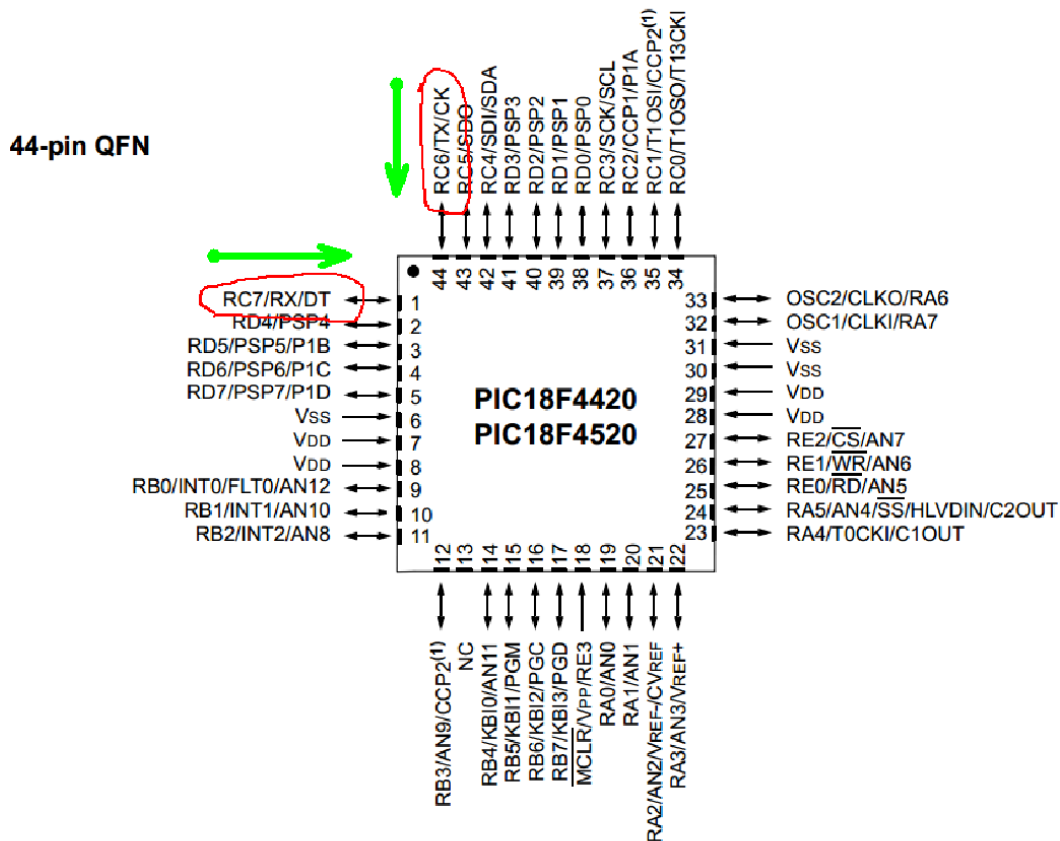 44-pin QFN
RC6/TX/CK
RC5/SDO
RC4/SDI/SDA
RD3/PSP3
RD2/PSP2
RD1/PSP1
RD0/PSP0
RC3/SCK/SCL
RC2/CCP1/P1A
RC1/T1OSI/CCP2(1)
RC0/T1OSO/T13CKI
44
43
42
41
40
39
38
37
36
35
34
RC7/RX/DT 1
RD4/PSP4 2
RD5/PSP5/P1B 3
RD6/PSP6/P1C 4
RD7/PSP7/P1D 5
VSS 6
VDD 7
VDD 8
RB0/INT0/FLT0/AN12 9
RB1/INT1/AN10 10
RB2/INT2/AN8 11
PIC18F4420
PIC18F4520
33 OSC2/CLKO/RA6
32 OSC1/CLKI/RA7
31 VSS
30 VSS
29 VDD
28 VDD
27 RE2/CS/AN7
26 RE1/WR/AN6
25 RE0/RD/AN5
24 RA5/AN4/SS/HLVDIN/C2OUT
23 RA4/T0CKI/C1OUT
12
13
14
15
16
17
18
19
20
21
22
RB3/AN9/CCP2(1)
NC
RB4/KBI0/AN11
RB5/KBI1/PGM
RB6/KBI2/PGC
RB7/KBI3/PGD
MCLR/VPP/RE3
RA0/AN0
RA1/AN1
RA2/AN2/VREF-/CVREF
RA3/AN3/VREF+